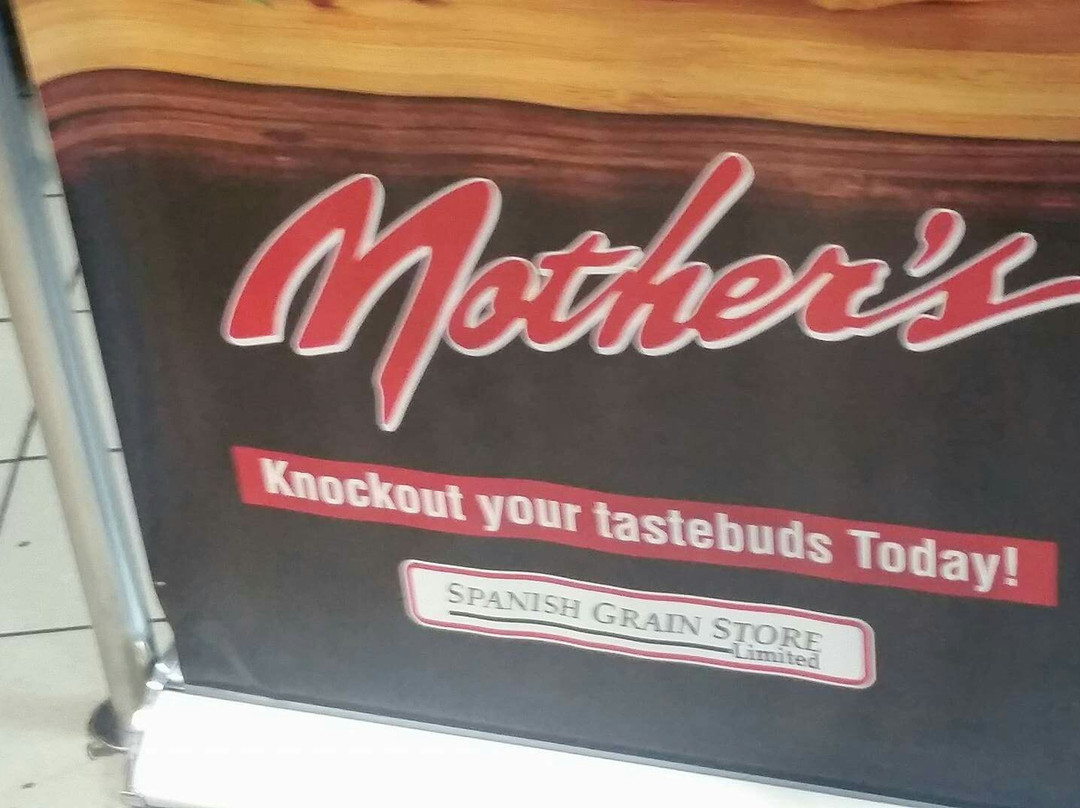 Mother's
Knockout your tastebuds Today!
SPANISH GRAIN STORE
Limited